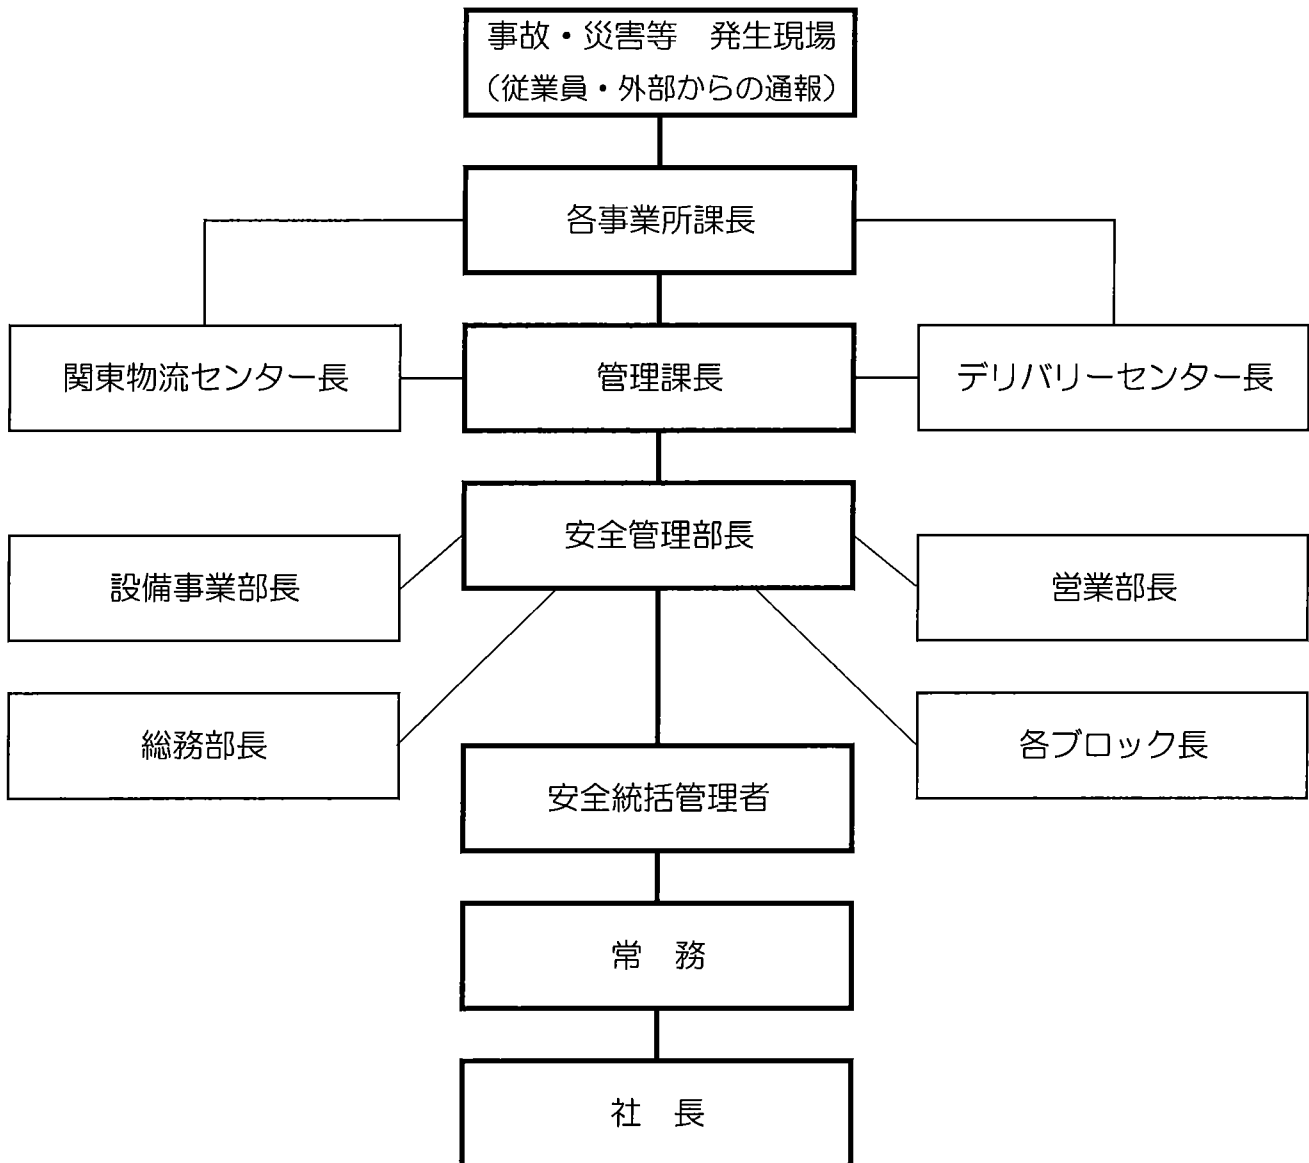 事故・災害等　発生現場
（従業員・外部からの通報）
各事業所課長
関東物流センター長
管理課長
デリバリーセンター長
安全管理部長
設備事業部長
営業部長
総務部長
各ブロック長
安全統括管理者
常　務
社　長